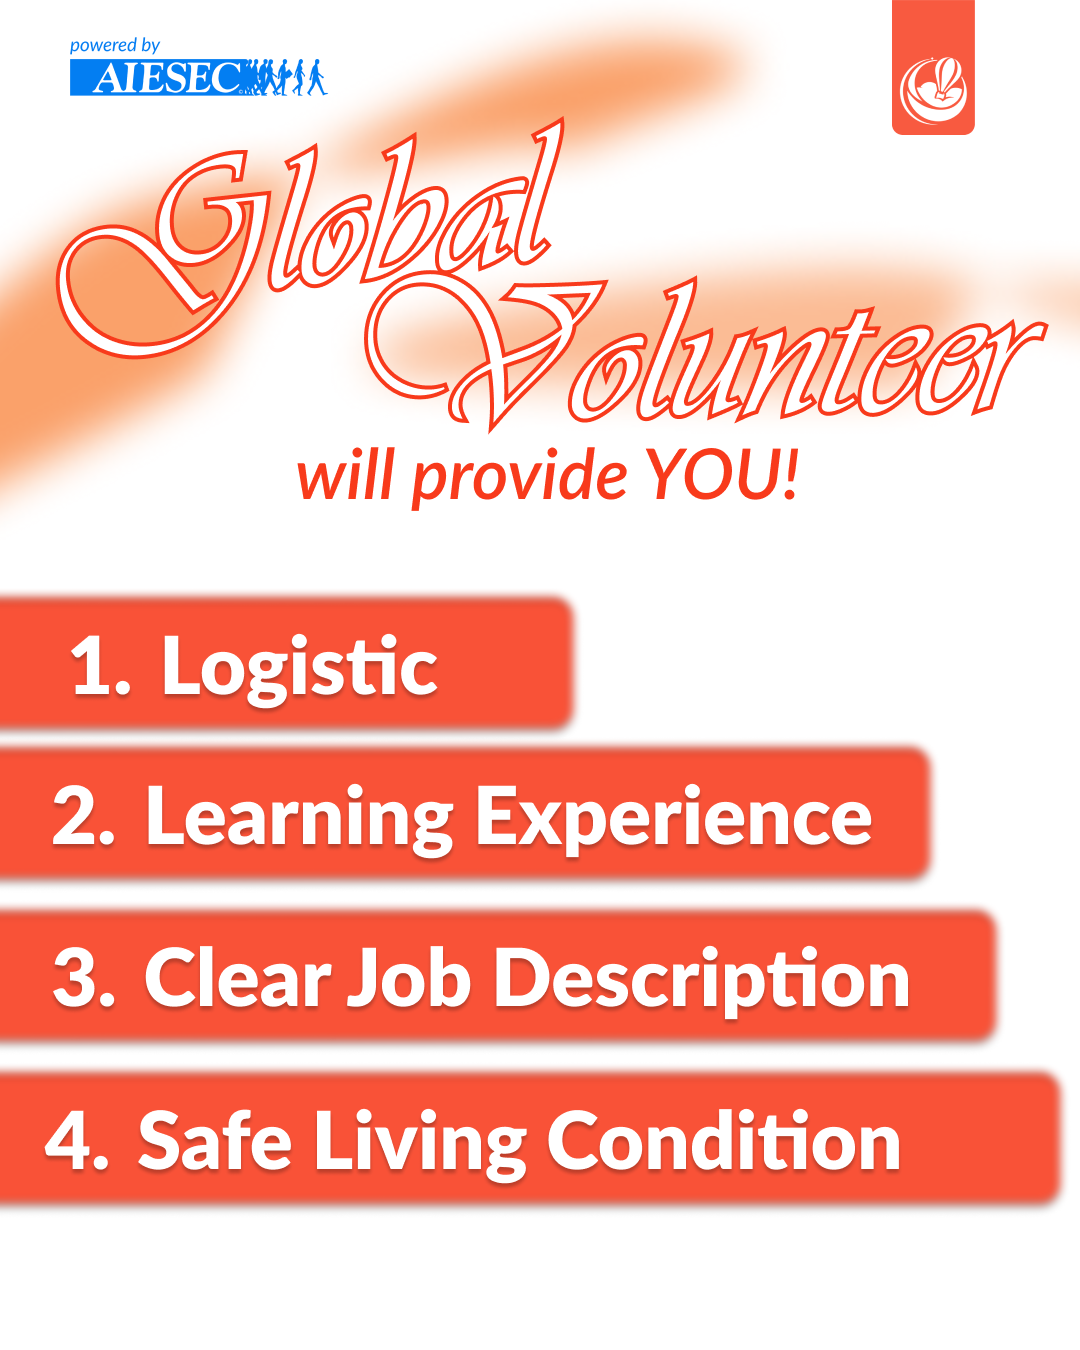 powered by
AIESEC
Global
Volunteer
will provide YOU!
1. Logistic
2. Learning Experience
3. Clear Job Description
4. Safe Living Condition